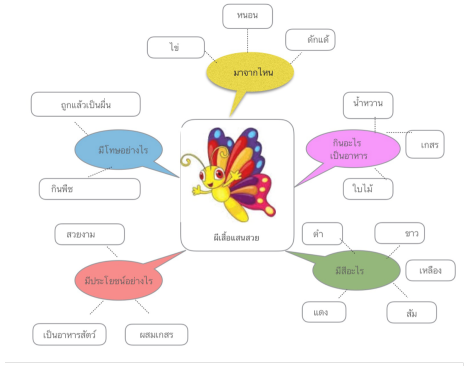 หนอน
ไข่
ดักแด้
มาจากไหน
ถูกแล้วเป็นผื่น
มีโทษอย่างไร
กินพืช
น้ำหวาน
กินอะไร
เป็นอาหาร
เกสร
ใบไม้
ผีเสื้อแสนสวย
สวยงาม
มีประโยชน์อย่างไร
เป็นอาหารสัตว์
ผสมเกสร
ดำ
ขาว
มีสีอะไร
เหลือง
แดง
ส้ม